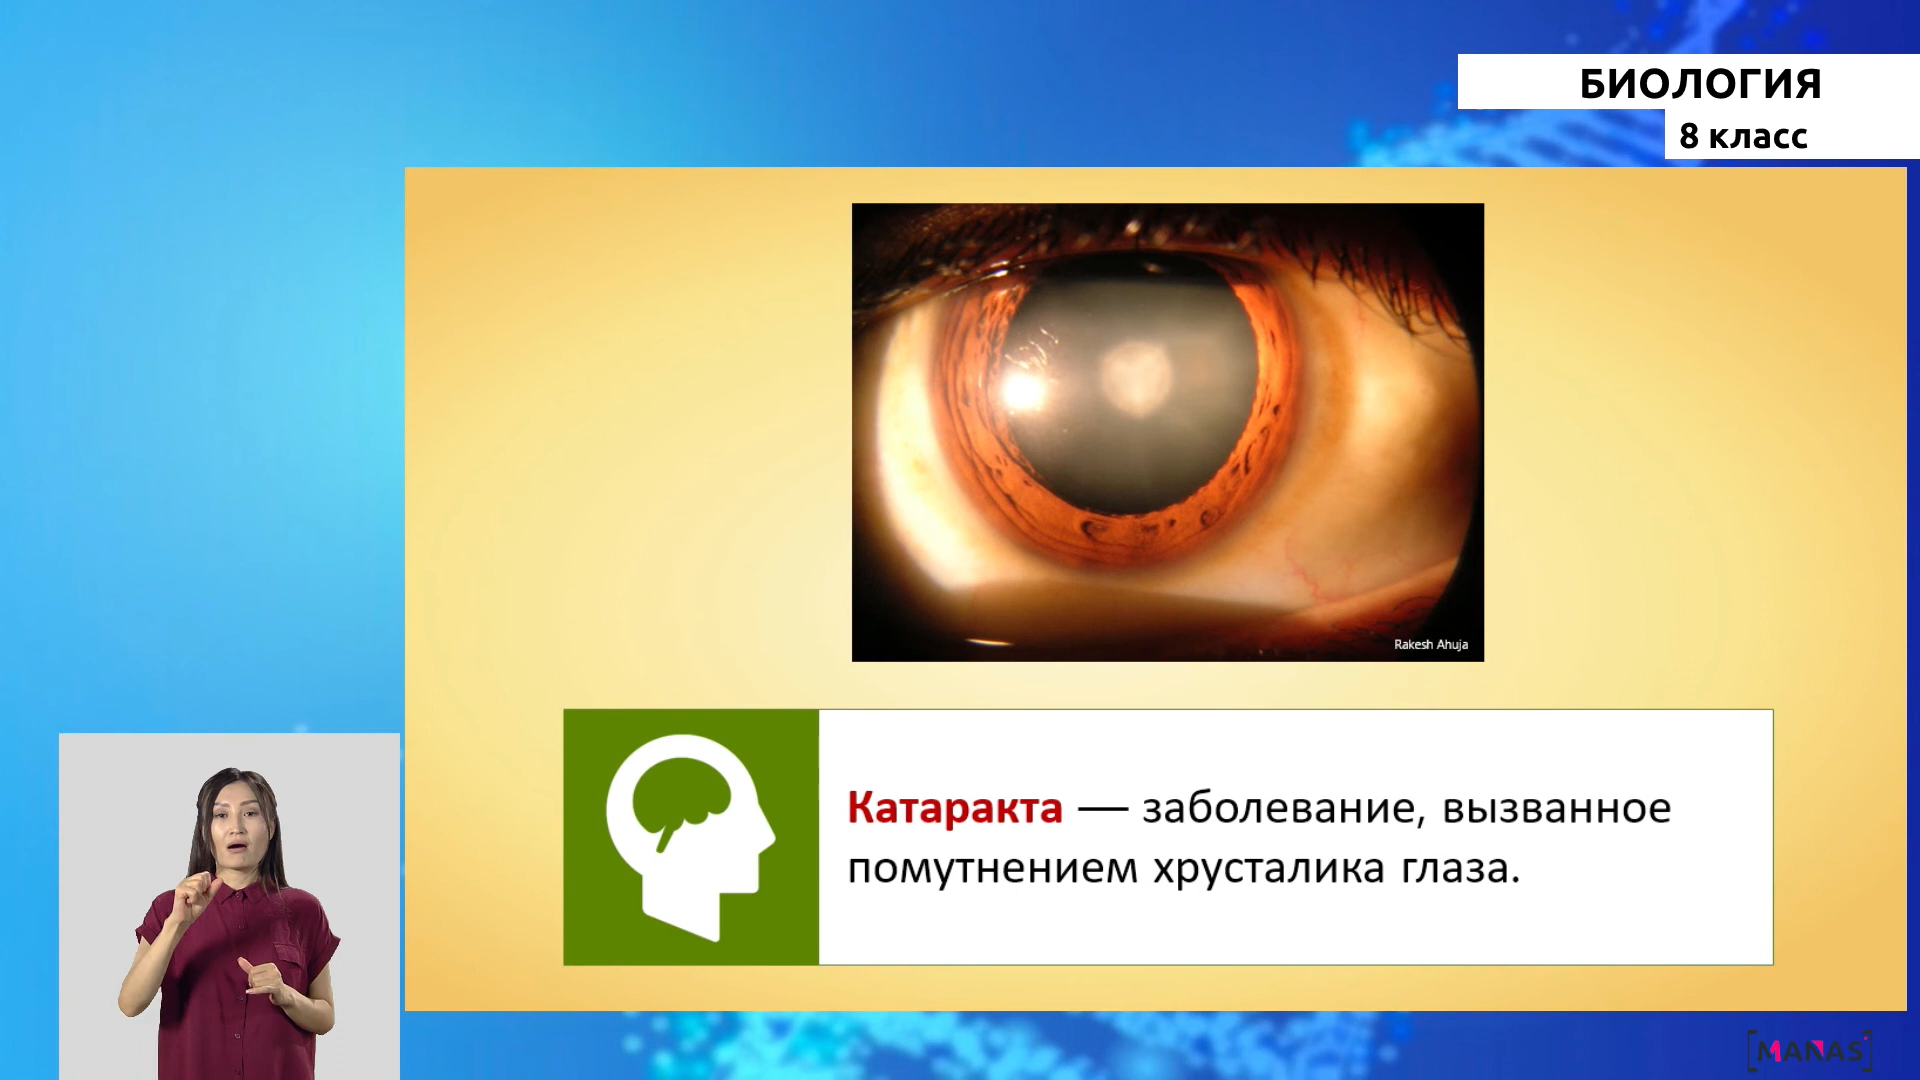 БИОЛОГИЯ
8 класс
Rakesh Ahuja
Катаракта — заболевание, вызванное
помутнением хрусталика глаза.
[MANAS]